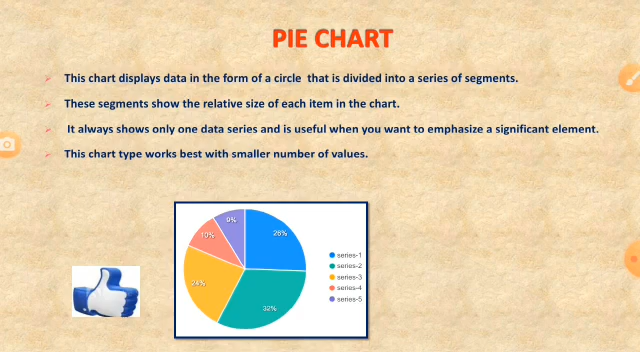 PIE CHART
This chart displays data in the form of a circle that is divided into a series of segments.
These segments show the relative size of each item in the chart.
It always shows only one data series and is useful when you want to emphasize a significant element.
This chart type works best with smaller number of values.
9%
26%
10%
24%
32%
series-1
series-2
series-3
series-4
series-5